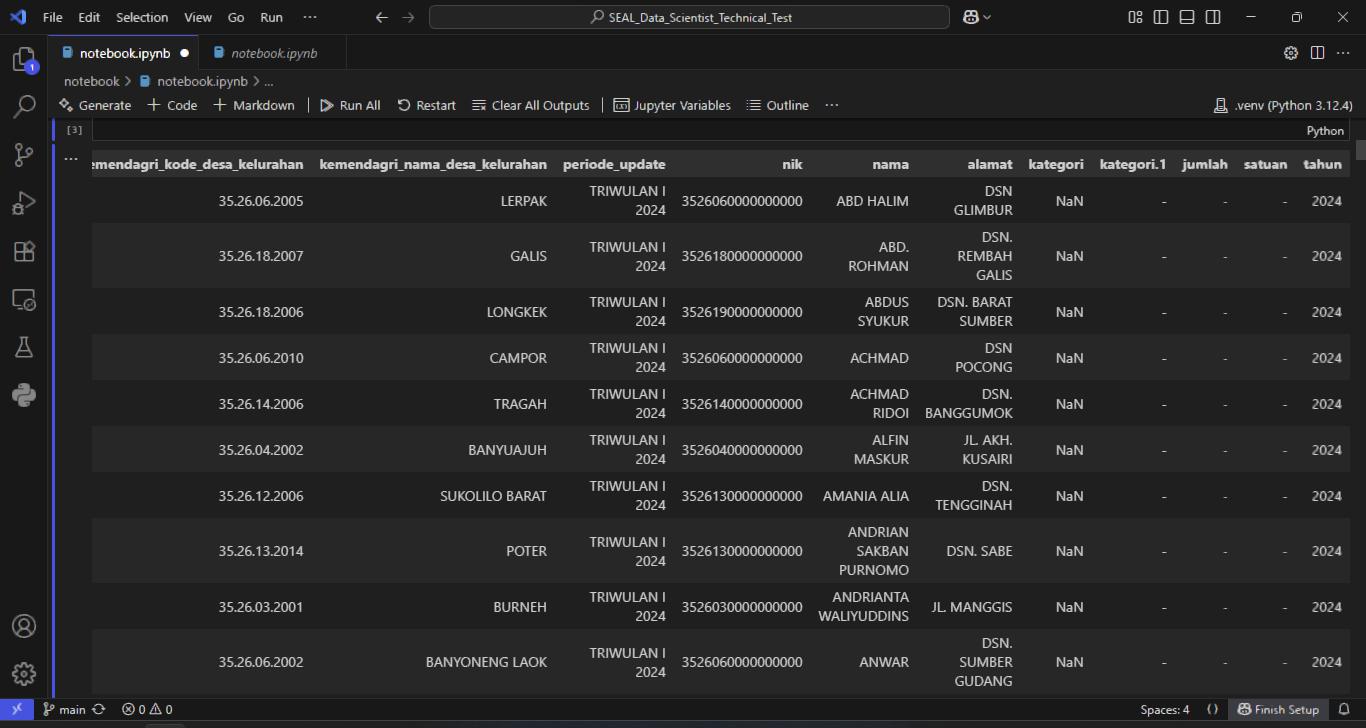 File Edit Selection View Go Run ···
SEAL_Data_Scientist_Technical_Test
notebook.ipynb
notebook.ipynb
notebook > notebook.ipynb > ...
Generate + Code + Markdown | Run All Restart Clear All Outputs | Jupyter Variables Outline ···
.venv (Python 3.12.4)
[3]
Python
emendagri_kode_desa_kelurahan kemendagri_nama_desa_kelurahan periode_update nik nama alamat kategori kategori.1 jumlah satuan tahun
35.26.06.2005 LERPAK TRIWULAN I 2024 3526060000000000 ABD HALIM DSN GLIMBUR NaN - - - 2024
35.26.18.2007 GALIS TRIWULAN I 2024 3526180000000000 ABD. ROHMAN DSN. REMBAH GALIS NaN - - - 2024
35.26.18.2006 LONGKEK TRIWULAN I 2024 3526190000000000 ABDUS SYUKUR DSN. BARAT SUMBER NaN - - - 2024
35.26.06.2010 CAMPOR TRIWULAN I 2024 3526060000000000 ACHMAD DSN POCONG NaN - - - 2024
35.26.14.2006 TRAGAH TRIWULAN I 2024 3526140000000000 ACHMAD RIDOI DSN. BANGGUMOK NaN - - - 2024
35.26.04.2002 BANYUAJUH TRIWULAN I 2024 3526040000000000 ALFIN MASKUR JL. AKH. KUSAIRI NaN - - - 2024
35.26.12.2006 SUKOLILO BARAT TRIWULAN I 2024 3526130000000000 AMANIA ALIA DSN. TENGGINAH NaN - - - 2024
35.26.13.2014 POTER TRIWULAN I 2024 3526130000000000 ANDRIAN SAKBAN PURNOMO DSN. SABE NaN - - - 2024
35.26.03.2001 BURNEH TRIWULAN I 2024 3526030000000000 ANDRIANTA WALIYUDDINS JL. MANGGIS NaN - - - 2024
35.26.06.2002 BANYONENG LAOK TRIWULAN I 2024 3526060000000000 ANWAR DSN. SUMBER GUDANG NaN - - - 2024
1
main 0 0
Spaces: 4 {} Finish Setup